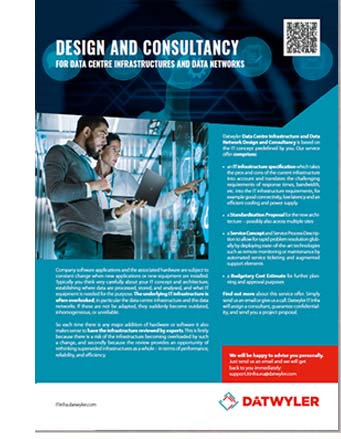 DESIGN AND CONSULTANCY
FOR DATA CENTRE INFRASTRUCTURES AND DATA NETWORKS
Datwyler Data Centre Infrastructure and Data
Network Design and Consultancy is based on
the IT concept predefined by you. Our service
offer comprises:
• an IT Infrastructure specification which takes
the pros and cons of the current infrastructure
into account and translates the challenging
requirements of response times, bandwidth,
etc. into the IT infrastructure requirements, for
example good connectivity, low latency and an
efficient cooling and power supply
• a Standardisation Proposal for the new archi-
tecture – possibly also across multiple sites
• a Service Concept and Service Process Descrip-
tion to allow for rapid problem resolution glob-
ally by deploying state-of-the-art technologies
such as remote monitoring or maintenance by
automated service ticketing and augmented
support elements
• a Budgetary Cost Estimate for further plan-
ning and approval purposes
Find out more about this service offer. Simply
send us an email or give us a call. Datwyler IT Infra
will assign a consultant, guarantee confidential-
ity, and send you a project proposal.
Company software applications and the associated hardware are subject to
constant change when new applications or new equipment are installed.
Typically you think very carefully about your IT concept and architecture,
establishing where data are processed, stored, and analysed, and what IT
equipment is needed for the purpose. The underlying IT infrastructure is
often overlooked, in particular the data centre infrastructure and the data
networks. If those are not be adapted, they suddenly become outdated,
inhomogeneous, or unreliable.
So each time there is any major addition of hardware or software it also
makes sense to have the infrastructure reviewed by experts. This is firstly
because there is a risk of the infrastructure becoming overloaded by such
a change, and secondly because the review provides an opportunity of
rethinking superseded infrastructures as a whole – in terms of performance,
reliability, and efficiency.
We will be happy to advise you personally.
Just send us an email and we will get
back to you immediately!
ITinfra.datwyler.com
DATWYLER